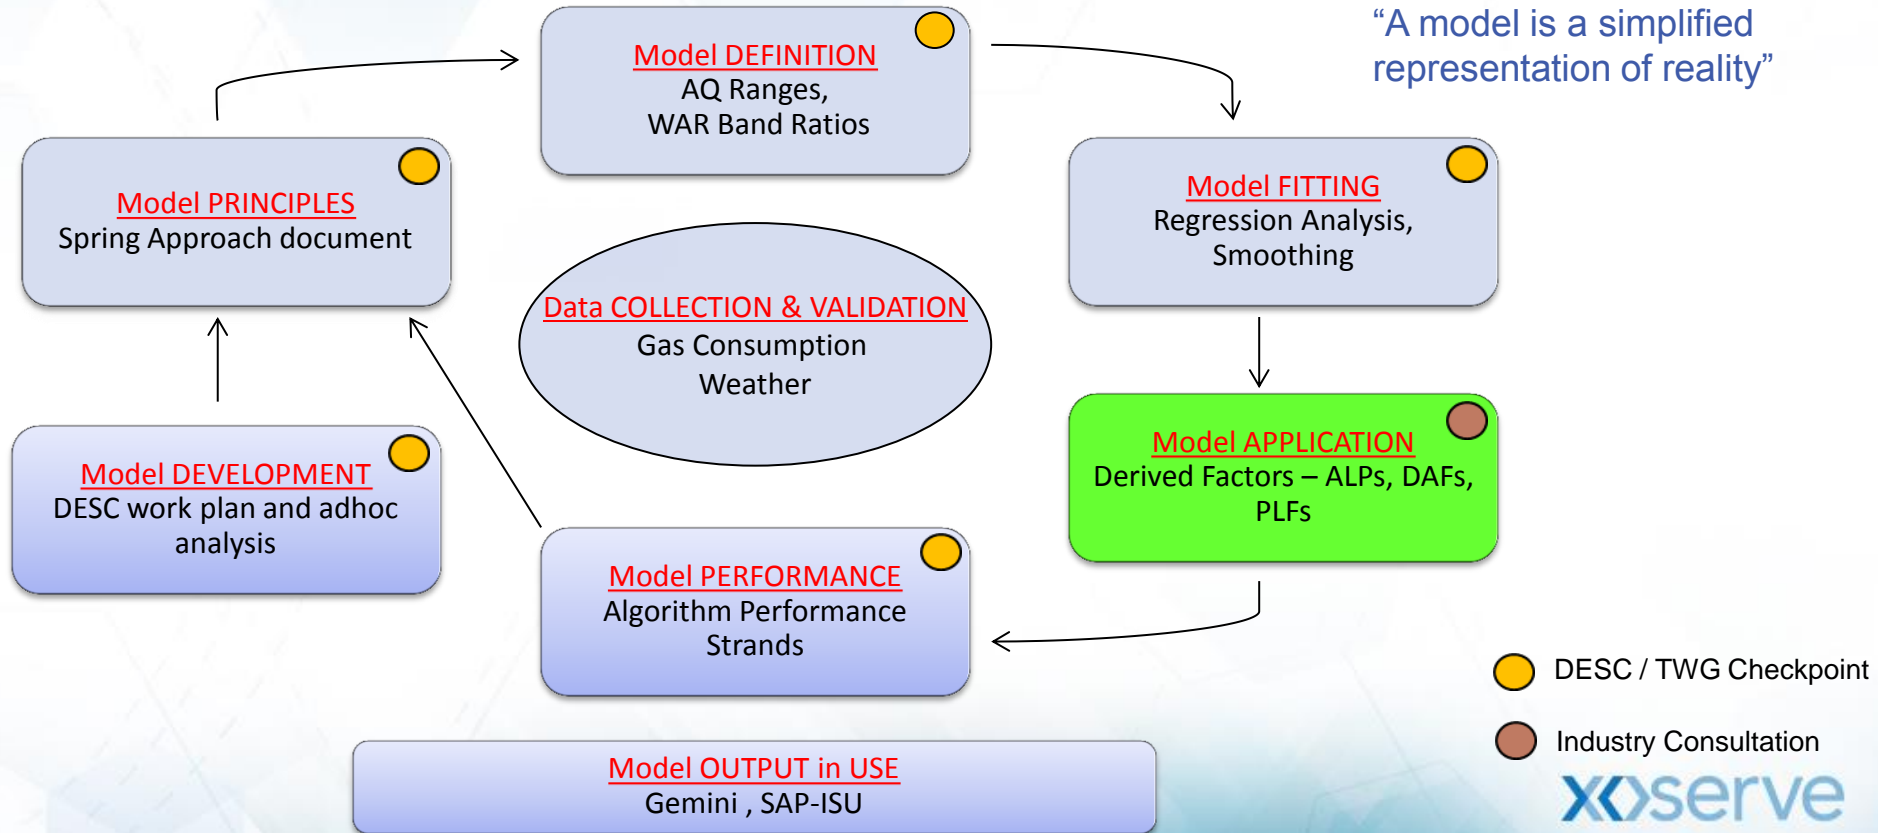 “A model is a simplified
representation of reality”
Model DEFINITION
AQ Ranges,
WAR Band Ratios
Model PRINCIPLES
Spring Approach document
Model FITTING
Regression Analysis,
Smoothing
Data COLLECTION & VALIDATION
Gas Consumption
Weather
Model DEVELOPMENT
DESC work plan and adhoc
analysis
Model APPLICATION
Derived Factors – ALPs, DAFs,
PLFs
Model PERFORMANCE
Algorithm Performance
Strands
DESC / TWG Checkpoint
Industry Consultation
Model OUTPUT in USE
Gemini , SAP-ISU
xoserve